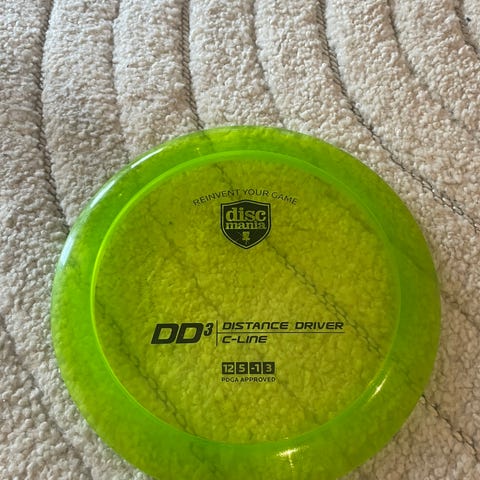 REINVENT YOUR GAME
disc
mania
DD3
DISTANCE DRIVER
C-LINE
12 5 -1 3
PDGA APPROVED